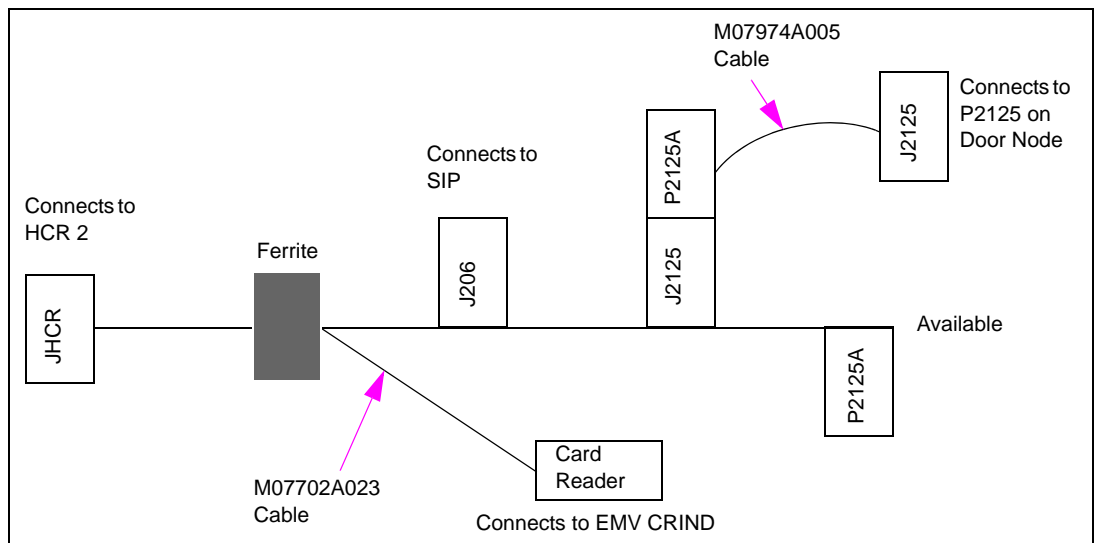 M07974A005
Cable
Connects to
P2125 on
Door Node
J2125
P2125A
Connects to
SIP
Connects to
HCR 2
Ferrite
J206
J2125
JHCR
Available
P2125A
Card
Reader
M07702A023
Cable
Connects to EMV CRIND